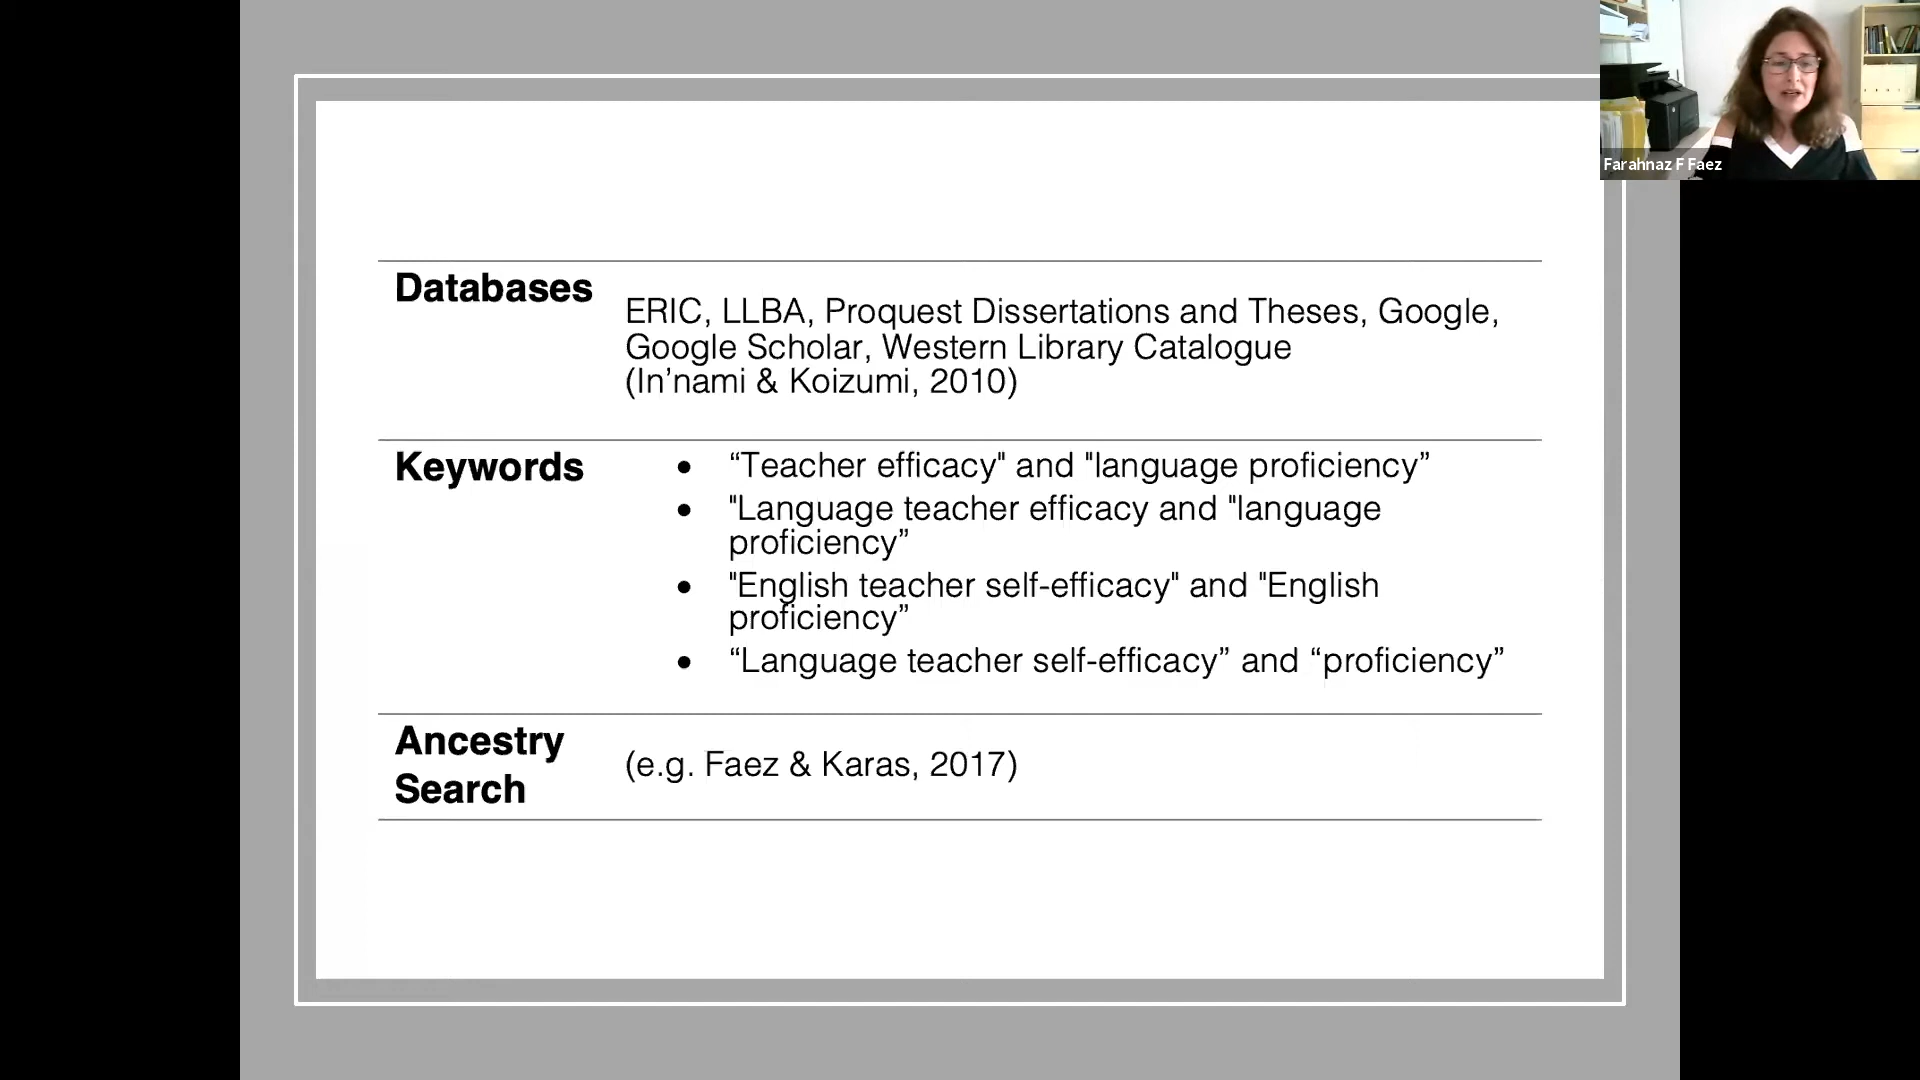 Farahnaz F Faez
Databases
ERIC, LLBA, Proquest Dissertations and Theses, Google,
Google Scholar, Western Library Catalogue
(In’nami & Koizumi, 2010)
Keywords
• “Teacher efficacy" and "language proficiency”
• "Language teacher efficacy and "language
proficiency”
• "English teacher self-efficacy" and "English
proficiency”
• “Language teacher self-efficacy” and “proficiency”
Ancestry
Search
(e.g. Faez & Karas, 2017)